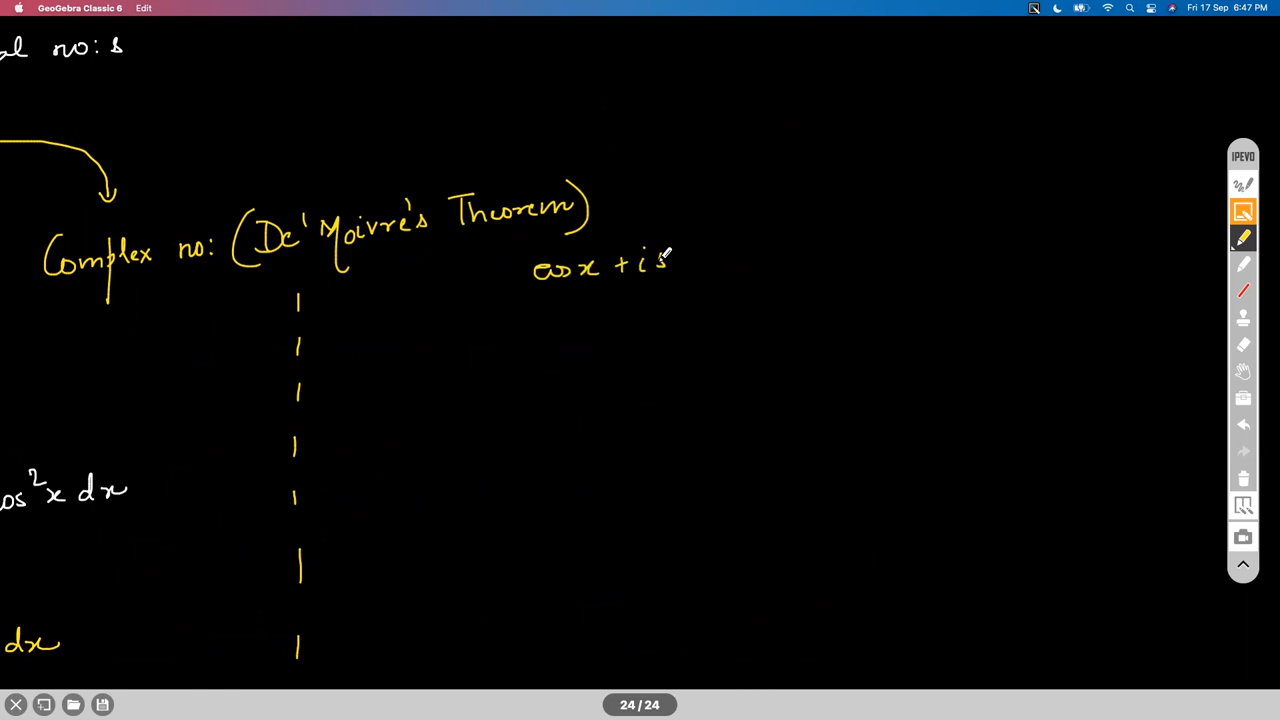 GeoGebra Classic 6 Edit Fri 17 Sep 6:47 PM
al no:s
IPEVO
Complex no: (De' Moivre's Theorem)
cos x + i s
os²x dx
dx
24 / 24